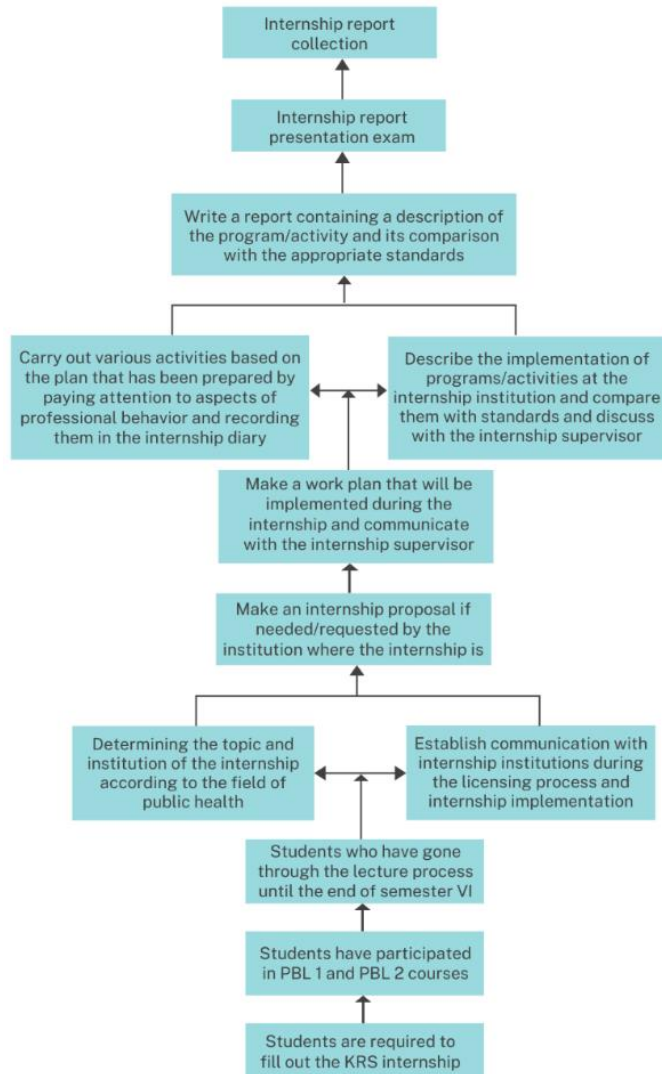 Internship report
collection
Internship report
presentation exam
Write a report containing a description of
the program/activity and its comparison
with the appropriate standards
Carry out various activities based on
the plan that has been prepared by
paying attention to aspects of
professional behavior and recording
them in the internship diary
Describe the implementation of
programs/activities at the
internship institution and compare
them with standards and discuss
with the internship supervisor
Make a work plan that will be
implemented during the
internship and communicate
with the internship supervisor
Make an internship proposal if
needed/requested by the
institution where the internship is
Determining the topic and
institution of the internship
according to the field of
public health
Establish communication with
internship institutions during
the licensing process and
internship implementation
Students who have gone
through the lecture process
until the end of semester VI
Students have participated
in PBL 1 and PBL 2 courses
Students are required to
fill out the KRS internship